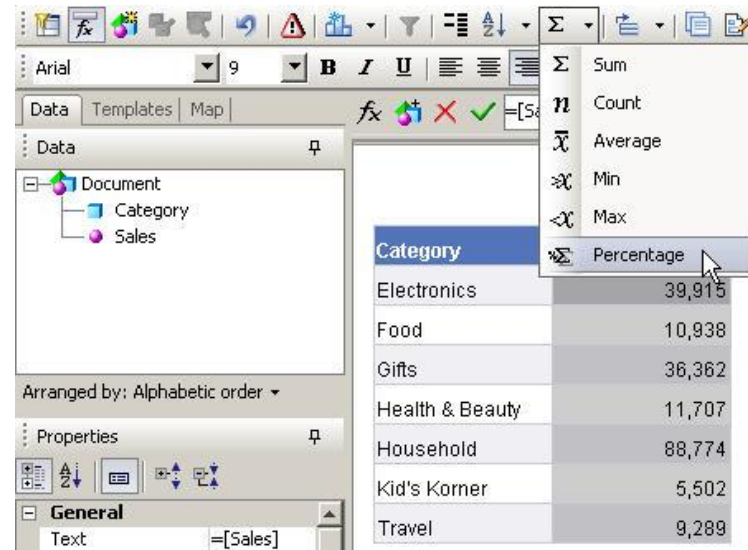 Arial 9 B I U
Σ Sum
Data Templates Map
fx =[Sa
n Count
Data
x̄ Average
Document
Category
Sales
Min
Max
Percentage
Category
Electronics 39,915
Food 10,938
Gifts 36,362
Arranged by: Alphabetic order
Health & Beauty 11,707
Properties
Household 88,774
Kid's Korner 5,502
General
Text =[Sales]
Travel 9,289